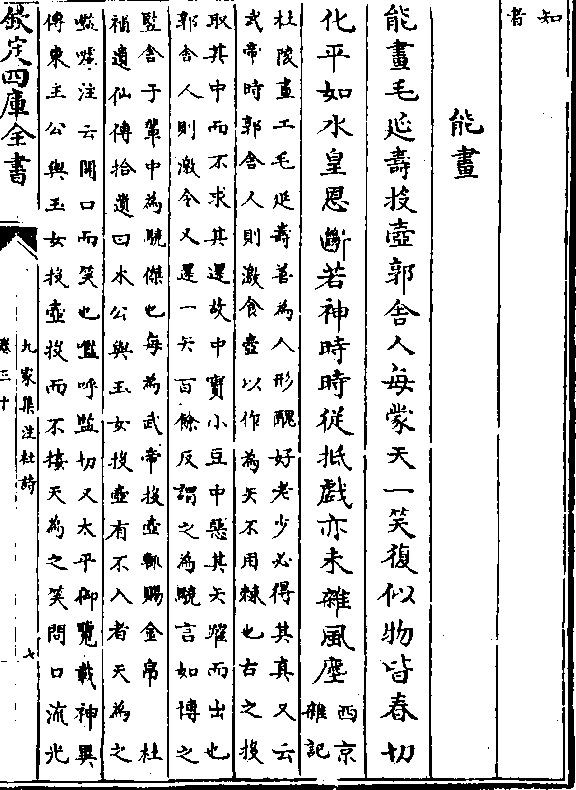 知
者
能畫
能畫毛延壽投壺郭舍人每蒙天一笑復似物皆春切
化平如水皇恩斷若神時時從抵戲亦未雜風塵西京
雜記
杜陵畫工毛延壽善為人形醜好老少必得其真又云
武帝時郭舍人則激食壺以作為矢不用棘也古之投
取其中而不求其還故中實小豆中惡其矢躍而出也
郭舍人則激令又還一矢百餘反謂之為驍言如博之
監舍于輩中為驍傑也每為武帝投壺輒賜金帛 杜
補遺仙傳拾遺曰木公與玉女投壺有不入者天為之
噓注云開口而笑也呼監切又太平御覽載神異
傳東王公與玉女投壺投而不接天為之笑開口流光
欽定四庫全書
九家集注杜詩
卷三十
七